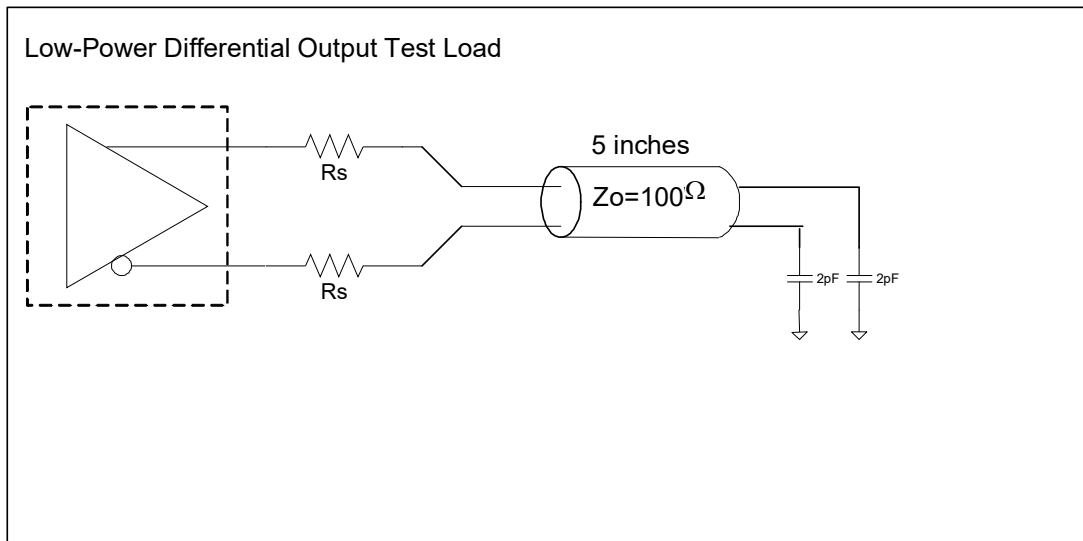 Low-Power Differential Output Test Load
Rs
5 inches
Zo=100Ω
Rs
2pF
2pF